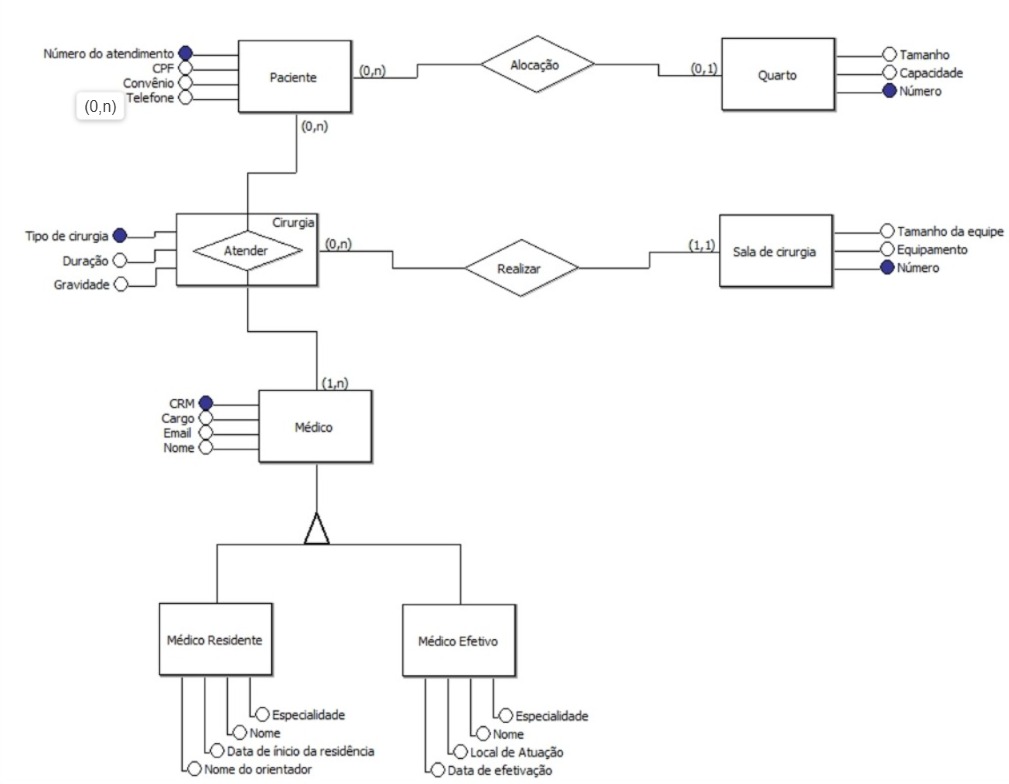 Número do atendimento
CPF
Convênio
Telefone
(0,n)
Paciente
(0,n)
Alocação
(0,1)
Quarto
Tamanho
Capacidade
Número
(0,n)
Tipo de cirurgia
Duração
Gravidade
Cirurgia
Atender
(0,n)
Realizar
(1,1)
Sala de cirurgia
Tamanho da equipe
Equipamento
Número
(1,n)
CRM
Cargo
Email
Nome
Médico
Médico Residente
Médico Efetivo
Especialidade
Nome
Data de ínicio da residência
Nome do orientador
Especialidade
Nome
Local de Atuação
Data de efetivação